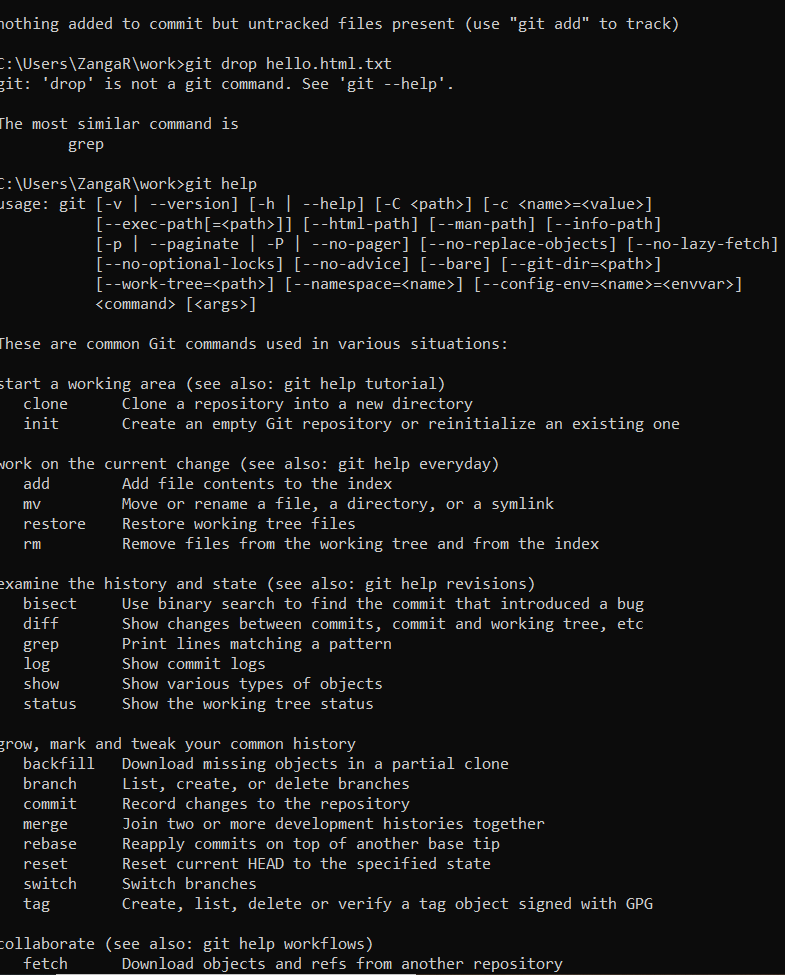 nothing added to commit but untracked files present (use "git add" to track)
C:\Users\ZangaR\work>git drop hello.html.txt
git: 'drop' is not a git command. See 'git --help'.
The most similar command is
grep
C:\Users\ZangaR\work>git help
usage: git [-v | --version] [-h | --help] [-C <path>] [-c <name>=<value>]
[--exec-path[=<path>]] [--html-path] [--man-path] [--info-path]
[-p | --paginate | -P | --no-pager] [--no-replace-objects] [--no-lazy-fetch]
[--no-optional-locks] [--no-advice] [--bare] [--git-dir=<path>]
[--work-tree=<path>] [--namespace=<name>] [--config-env=<name>=<envvar>]
<command> [<args>]
These are common Git commands used in various situations:
start a working area (see also: git help tutorial)
clone Clone a repository into a new directory
init Create an empty Git repository or reinitialize an existing one
work on the current change (see also: git help everyday)
add Add file contents to the index
mv Move or rename a file, a directory, or a symlink
restore Restore working tree files
rm Remove files from the working tree and from the index
examine the history and state (see also: git help revisions)
bisect Use binary search to find the commit that introduced a bug
diff Show changes between commits, commit and working tree, etc
grep Print lines matching a pattern
log Show commit logs
show Show various types of objects
status Show the working tree status
grow, mark and tweak your common history
backfill Download missing objects in a partial clone
branch List, create, or delete branches
commit Record changes to the repository
merge Join two or more development histories together
rebase Reapply commits on top of another base tip
reset Reset current HEAD to the specified state
switch Switch branches
tag Create, list, delete or verify a tag object signed with GPG
collaborate (see also: git help workflows)
fetch Download objects and refs from another repository